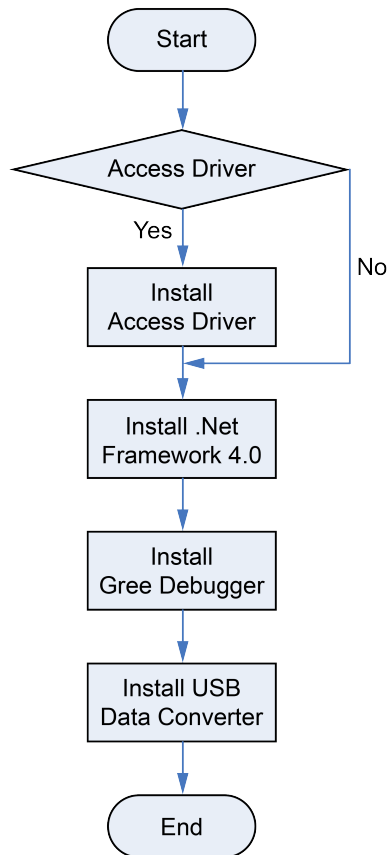 Start
Access Driver
Yes
No
Install
Access Driver
Install .Net
Framework 4.0
Install
Gree Debugger
Install USB
Data Converter
End